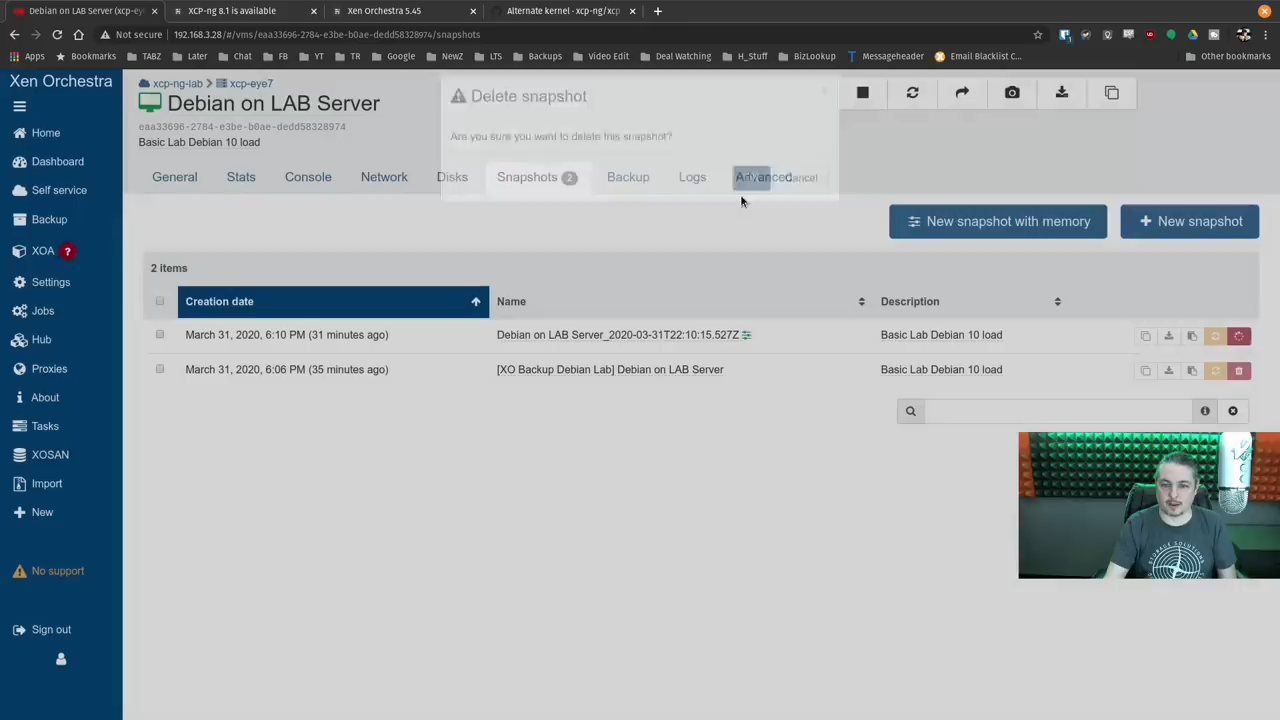 Debian on LAB Server (xcp-ey
XCP-ng 8.1 is available
Xen Orchestra 5.45
Alternate kernel - xcp-ng/xcp
Not secure
192.168.3.28/#/vms/eaa33696-2784-e3be-b0ae-dedd58328974/snapshots
Apps
Bookmarks
TABZ
Later
Chat
FB
YT
TR
Google
NewZ
LTS
Backups
Video Edit
Deal Watching
H_Stuff
BizLookup
Messageheader
Email Blacklist C...
Other bookmarks
Xen Orchestra
Home
Dashboard
Self service
Backup
XOA ?
Settings
Jobs
Hub
Proxies
About
Tasks
XOSAN
Import
New
No support
Sign out
xcp-ng-lab
xcp-eye7
Debian on LAB Server
eaa33696-2784-e3be-b0ae-dedd58328974
Basic Lab Debian 10 load
Delete snapshot
Are you sure you want to delete this snapshot?
Cancel
General
Stats
Console
Network
Disks
Snapshots 2
Backup
Logs
Advanced
New snapshot with memory
New snapshot
2 items
Creation date
Name
Description
March 31, 2020, 6:10 PM (31 minutes ago)
Debian on LAB Server_2020-03-31T22:10:15.527Z
Basic Lab Debian 10 load
March 31, 2020, 6:06 PM (35 minutes ago)
[XO Backup Debian Lab] Debian on LAB Server
Basic Lab Debian 10 load